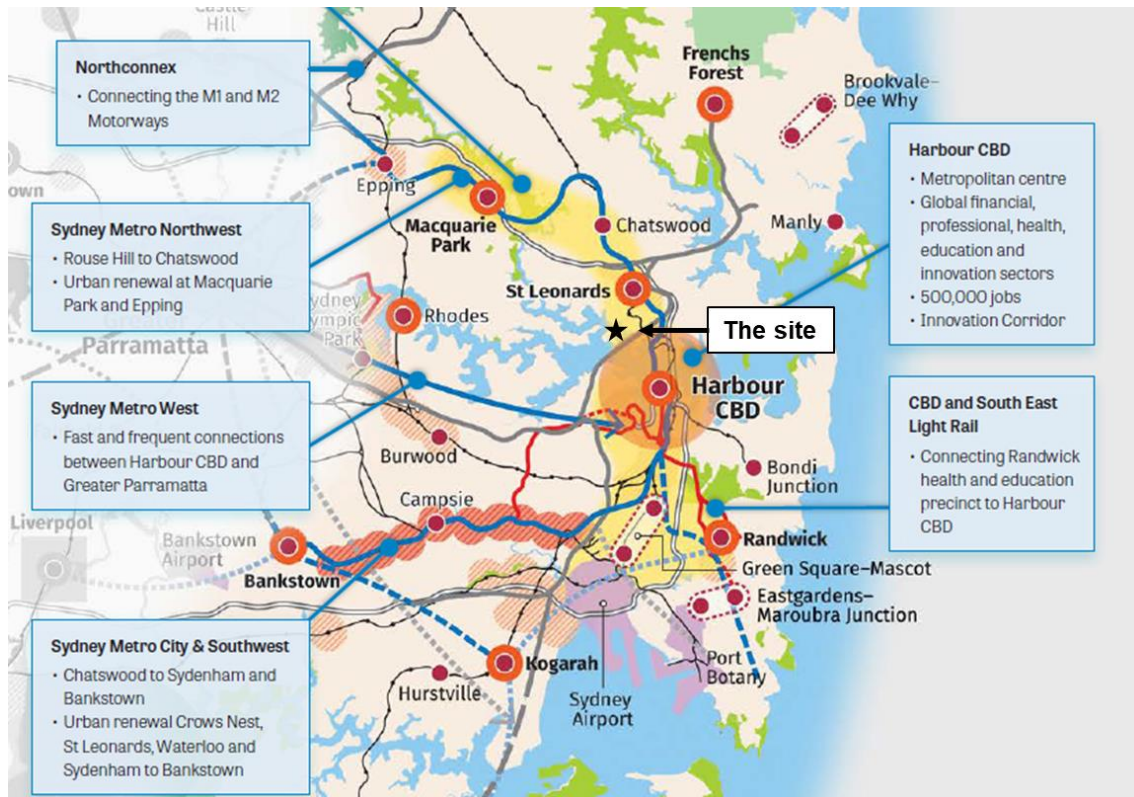 Castle
Hill
Northconnex
• Connecting the M1 and M2
Motorways
Frenchs
Forest
Brookvale–
Dee Why
Epping
Macquarie
Park
Chatswood
Manly
Harbour CBD
• Metropolitan centre
• Global financial,
professional, health,
education and
innovation sectors
• 500,000 jobs
• Innovation Corridor
Sydney Metro Northwest
• Rouse Hill to Chatswood
• Urban renewal at Macquarie
Park and Epping
St Leonards
Rhodes
The site
Parramatta
Park
Harbour
CBD
Sydney Metro West
• Fast and frequent connections
between Harbour CBD and
Greater Parramatta
Burwood
CBD and South East
Light Rail
• Connecting Randwick
health and education
precinct to Harbour
CBD
Bondi
Junction
Campsie
Liverpool
Bankstown
Airport
Bankstown
Randwick
Green Square–Mascot
Eastgardens–
Maroubra Junction
Sydney Metro City & Southwest
• Chatswood to Sydenham and
Bankstown
• Urban renewal Crows Nest,
St Leonards, Waterloo and
Sydenham to Bankstown
Kogarah
Hurstville
Sydney
Airport
Port
Botany